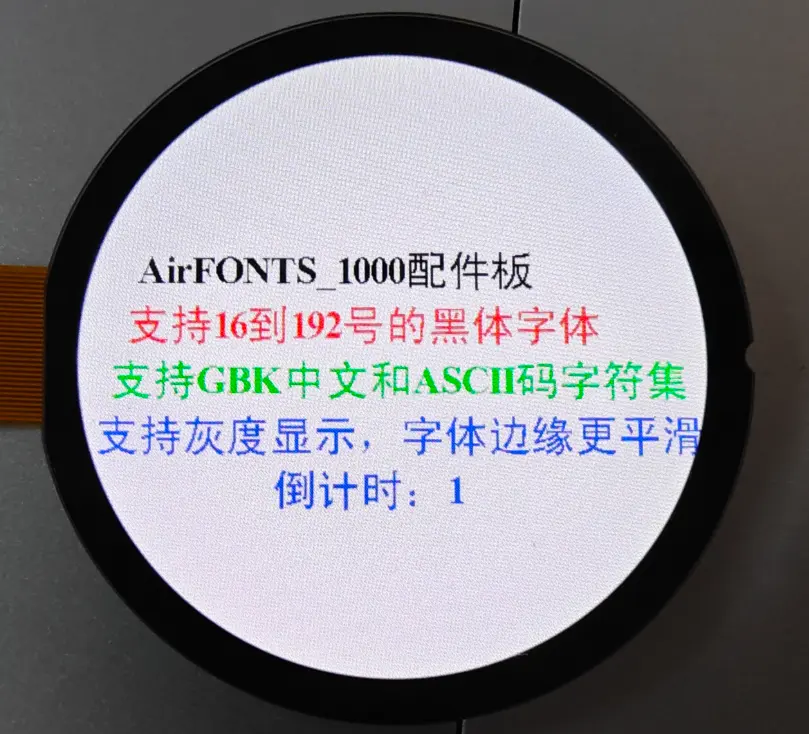 AirFONTS_1000配件板
支持16到192号的黑体字体
支持GBK中文和ASCII码字符集
支持灰度显示，字体边缘更平滑
倒计时：1